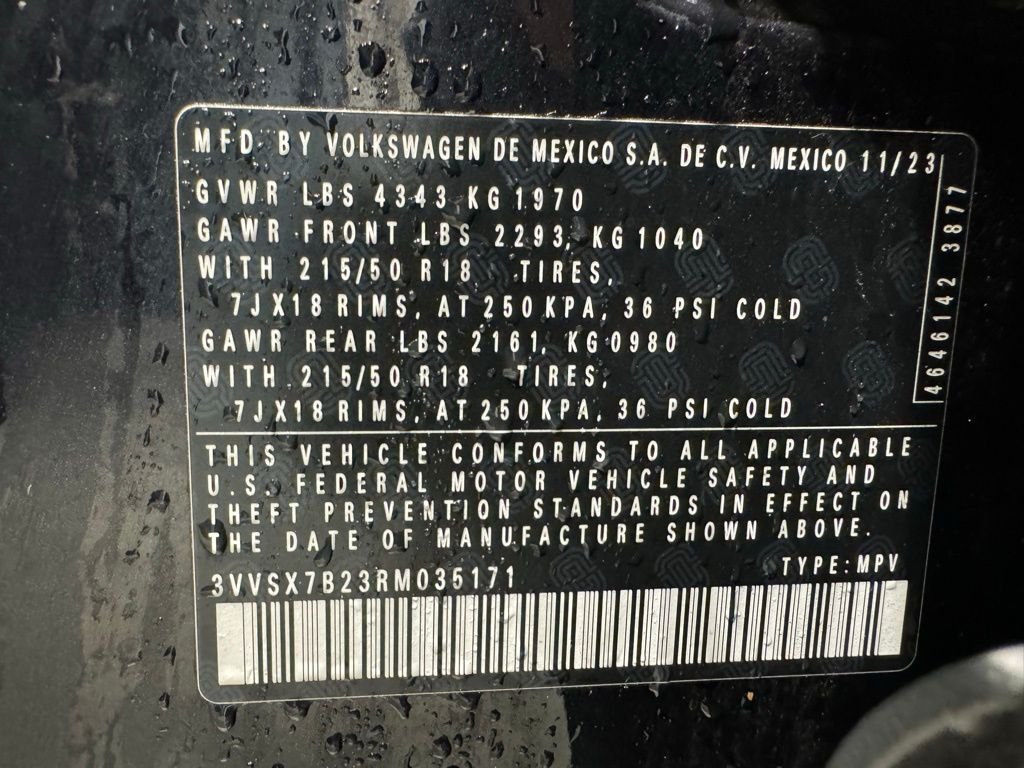 MFD. BY VOLKSWAGEN DE MEXICO S.A. DE C.V. MEXICO 11/23
GVWR LBS 4343 KG 1970
GAWR FRONT LBS 2293, KG 1040
WITH 215/50 R18 TIRES,
7JX18 RIMS, AT 250 KPA, 36 PSI COLD
GAWR REAR LBS 2161, KG 0980
WITH 215/50 R18 TIRES,
7JX18 RIMS, AT 250 KPA, 36 PSI COLD
4646142 3877
THIS VEHICLE CONFORMS TO ALL APPLICABLE
U.S. FEDERAL MOTOR VEHICLE SAFETY AND
THEFT PREVENTION STANDARDS IN EFFECT ON
THE DATE OF MANUFACTURE SHOWN ABOVE.
3VVSX7B23RM035171 TYPE: MPV